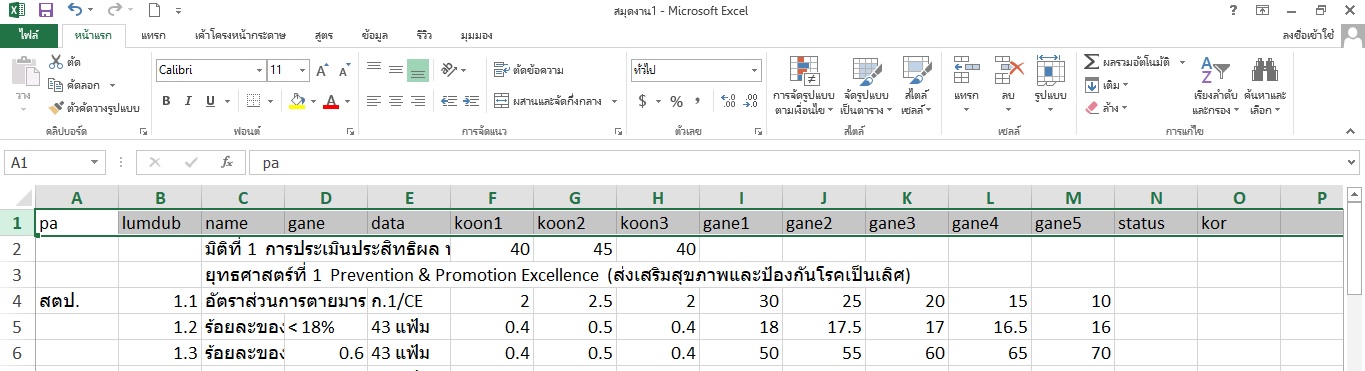 สมุดงาน1 - Microsoft Excel
ไฟล์ หน้าแรก แทรก เค้าโครงหน้ากระดาษ สูตร ข้อมูล รีวิว มุมมอง ลงชื่อเข้าใช้
วาง
ตัด
คัดลอก
ตัวคัดวางรูปแบบ
คลิปบอร์ด
Calibri 11
B I U A
ฟอนต์
ตัดข้อความ
ผสานและจัดกึ่งกลาง
การจัดแนว
ทั่วไป
$ % ,
ตัวเลข
การจัดรูปแบบ
ตามเงื่อนไข
จัดรูปแบบ
เป็นตาราง
สไตล์
เซลล์
สไตล์
แทรก ลบ รูปแบบ
เซลล์
ผลรวมอัตโนมัติ
เติม
ล้าง
เรียงลำดับ
และกรอง
ค้นหาและ
เลือก
การแก้ไข
A1 fx pa
A B C D E F G H I J K L M N O P
1 pa lumdub name gane data koon1 koon2 koon3 gane1 gane2 gane3 gane4 gane5 status kor
2 มิติที่ 1 การประเมินประสิทธิผล 40 45 40
3 ยุทธศาสตร์ที่ 1 Prevention & Promotion Excellence (ส่งเสริมสุขภาพและป้องกันโรคเป็นเลิศ)
4 สตป. 1.1 อัตราส่วนการตายมาร ก.1/CE 2 2.5 2 30 25 20 15 10
5 1.2 ร้อยละของ < 18% 43 แฟ้ม 0.4 0.5 0.4 18 17.5 17 16.5 16
6 1.3 ร้อยละของ 0.6 43 แฟ้ม 0.4 0.5 0.4 50 55 60 65 70